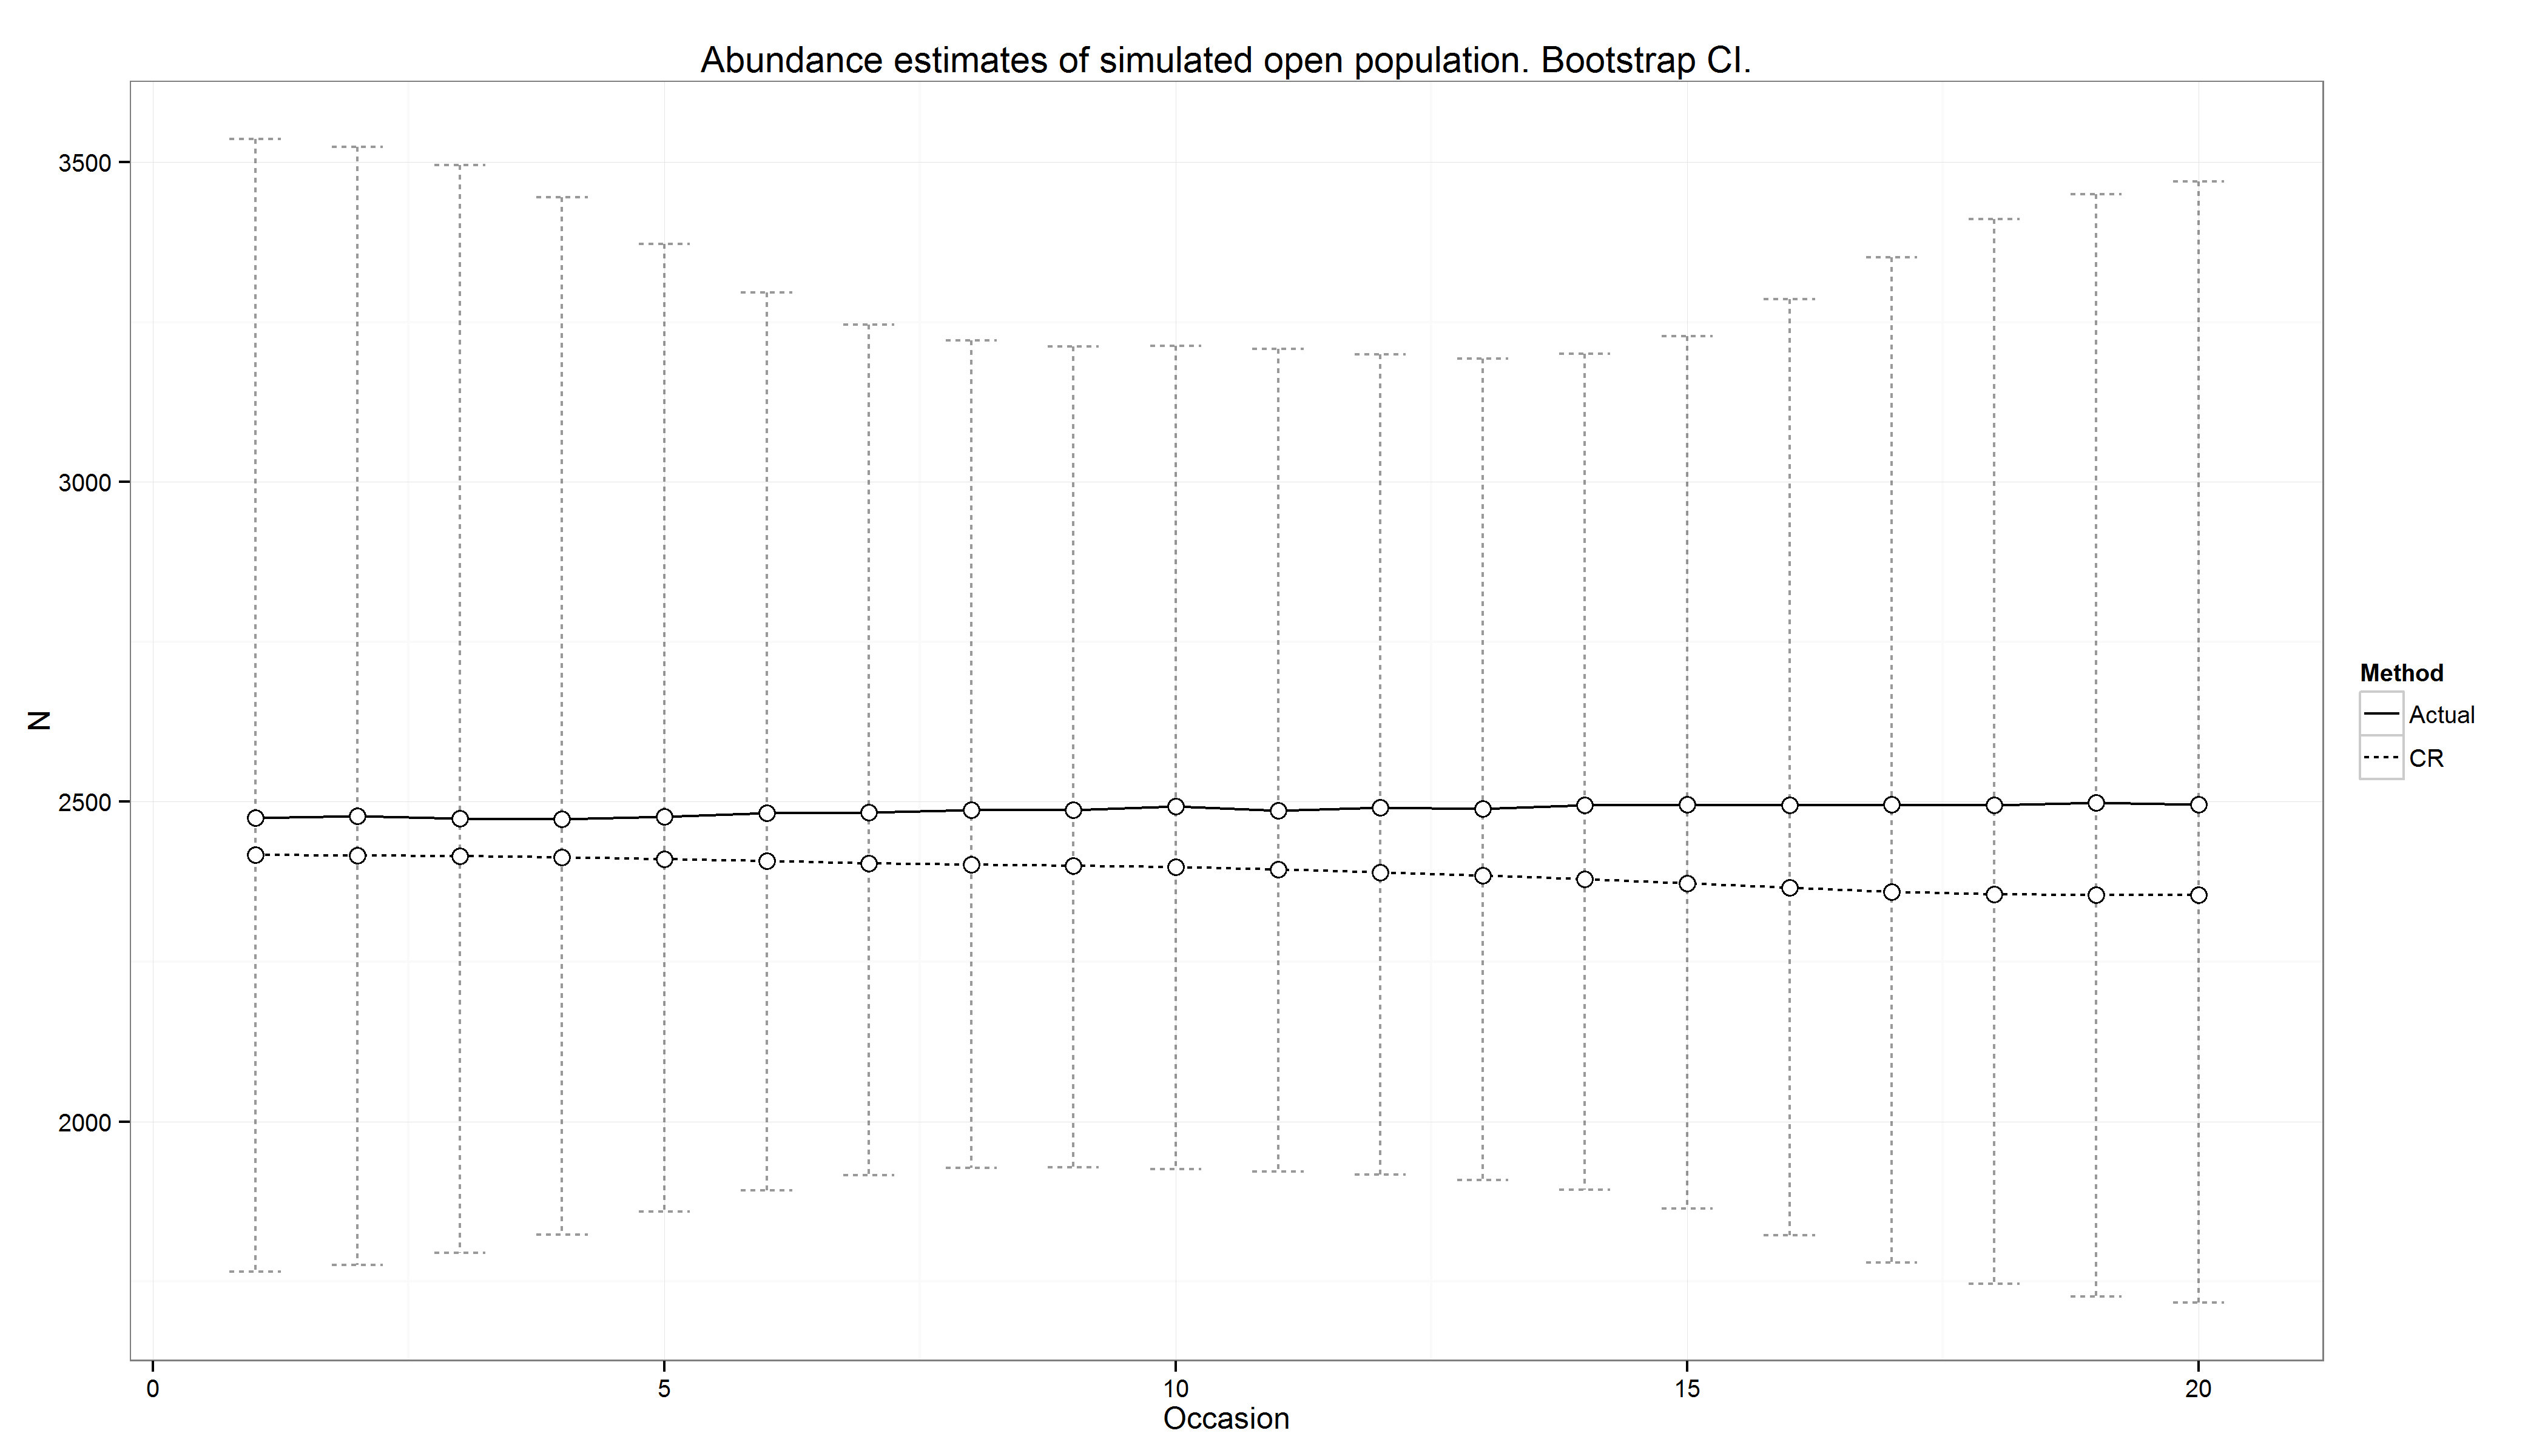 Abundance estimates of simulated open population. Bootstrap CI.
3500
3000
2500
2000
N
0 5 10 15 20
Occasion
Method
Actual
CR